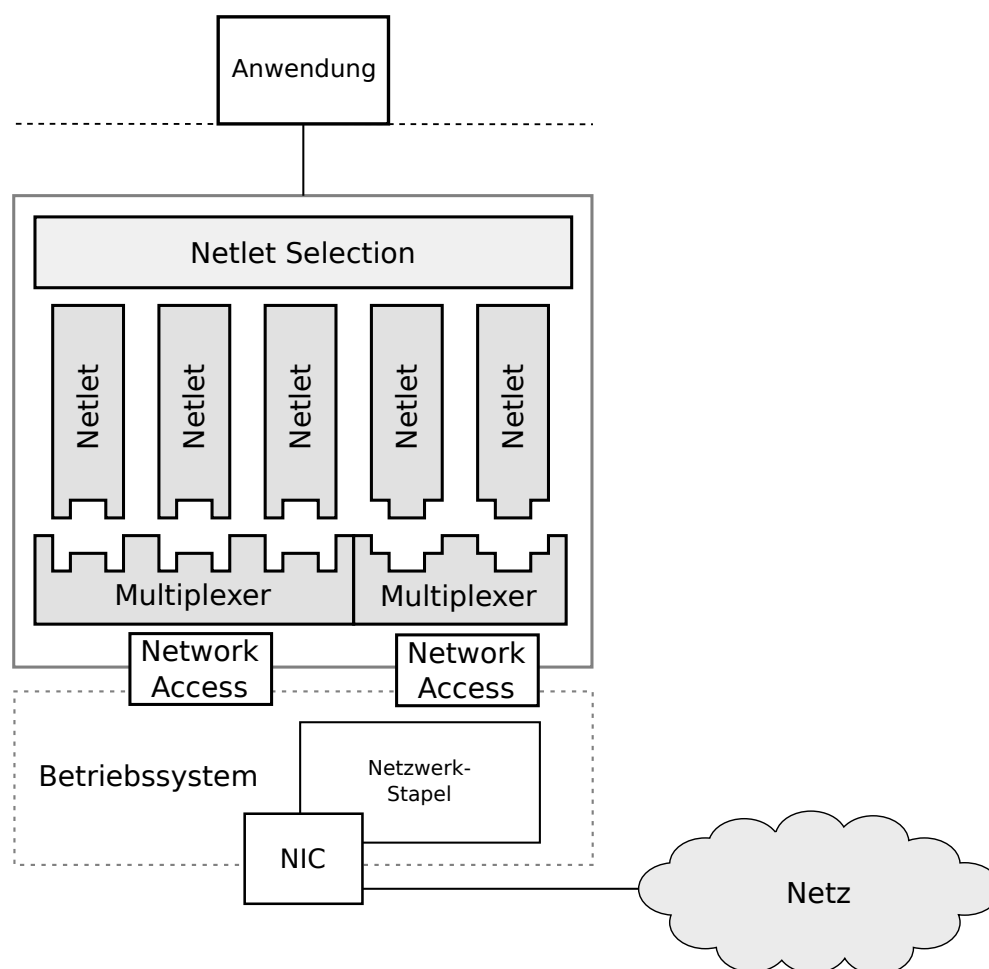 Anwendung
Netlet Selection
Netlet
Netlet
Netlet
Netlet
Netlet
Multiplexer
Multiplexer
Network
Access
Network
Access
Betriebssystem
Netzwerk-
Stapel
NIC
Netz